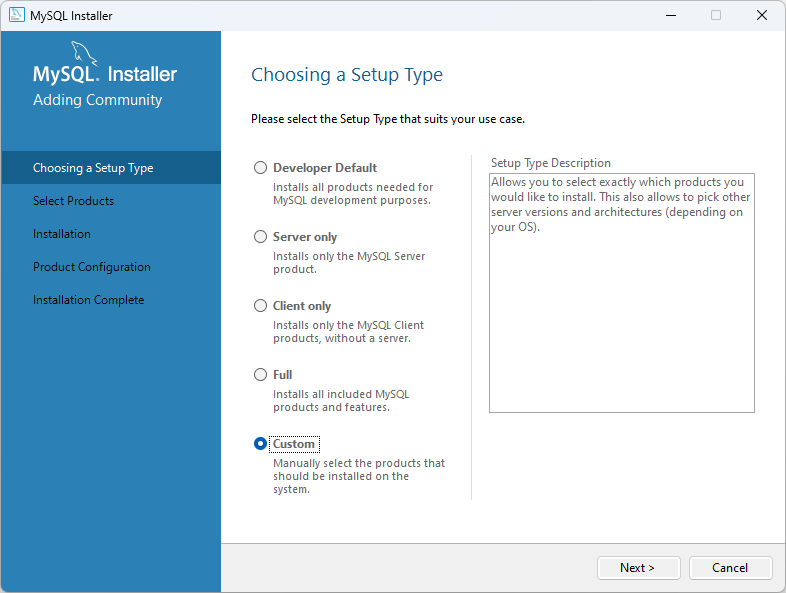 MySQL Installer
MySQL. Installer
Adding Community
Choosing a Setup Type
Select Products
Installation
Product Configuration
Installation Complete
Choosing a Setup Type
Please select the Setup Type that suits your use case.
Developer Default
Installs all products needed for
MySQL development purposes.
Server only
Installs only the MySQL Server
product.
Client only
Installs only the MySQL Client
products, without a server.
Full
Installs all included MySQL
products and features.
Custom
Manually select the products that
should be installed on the
system.
Setup Type Description
Allows you to select exactly which products you
would like to install. This also allows to pick other
server versions and architectures (depending on
your OS).
Next >
Cancel